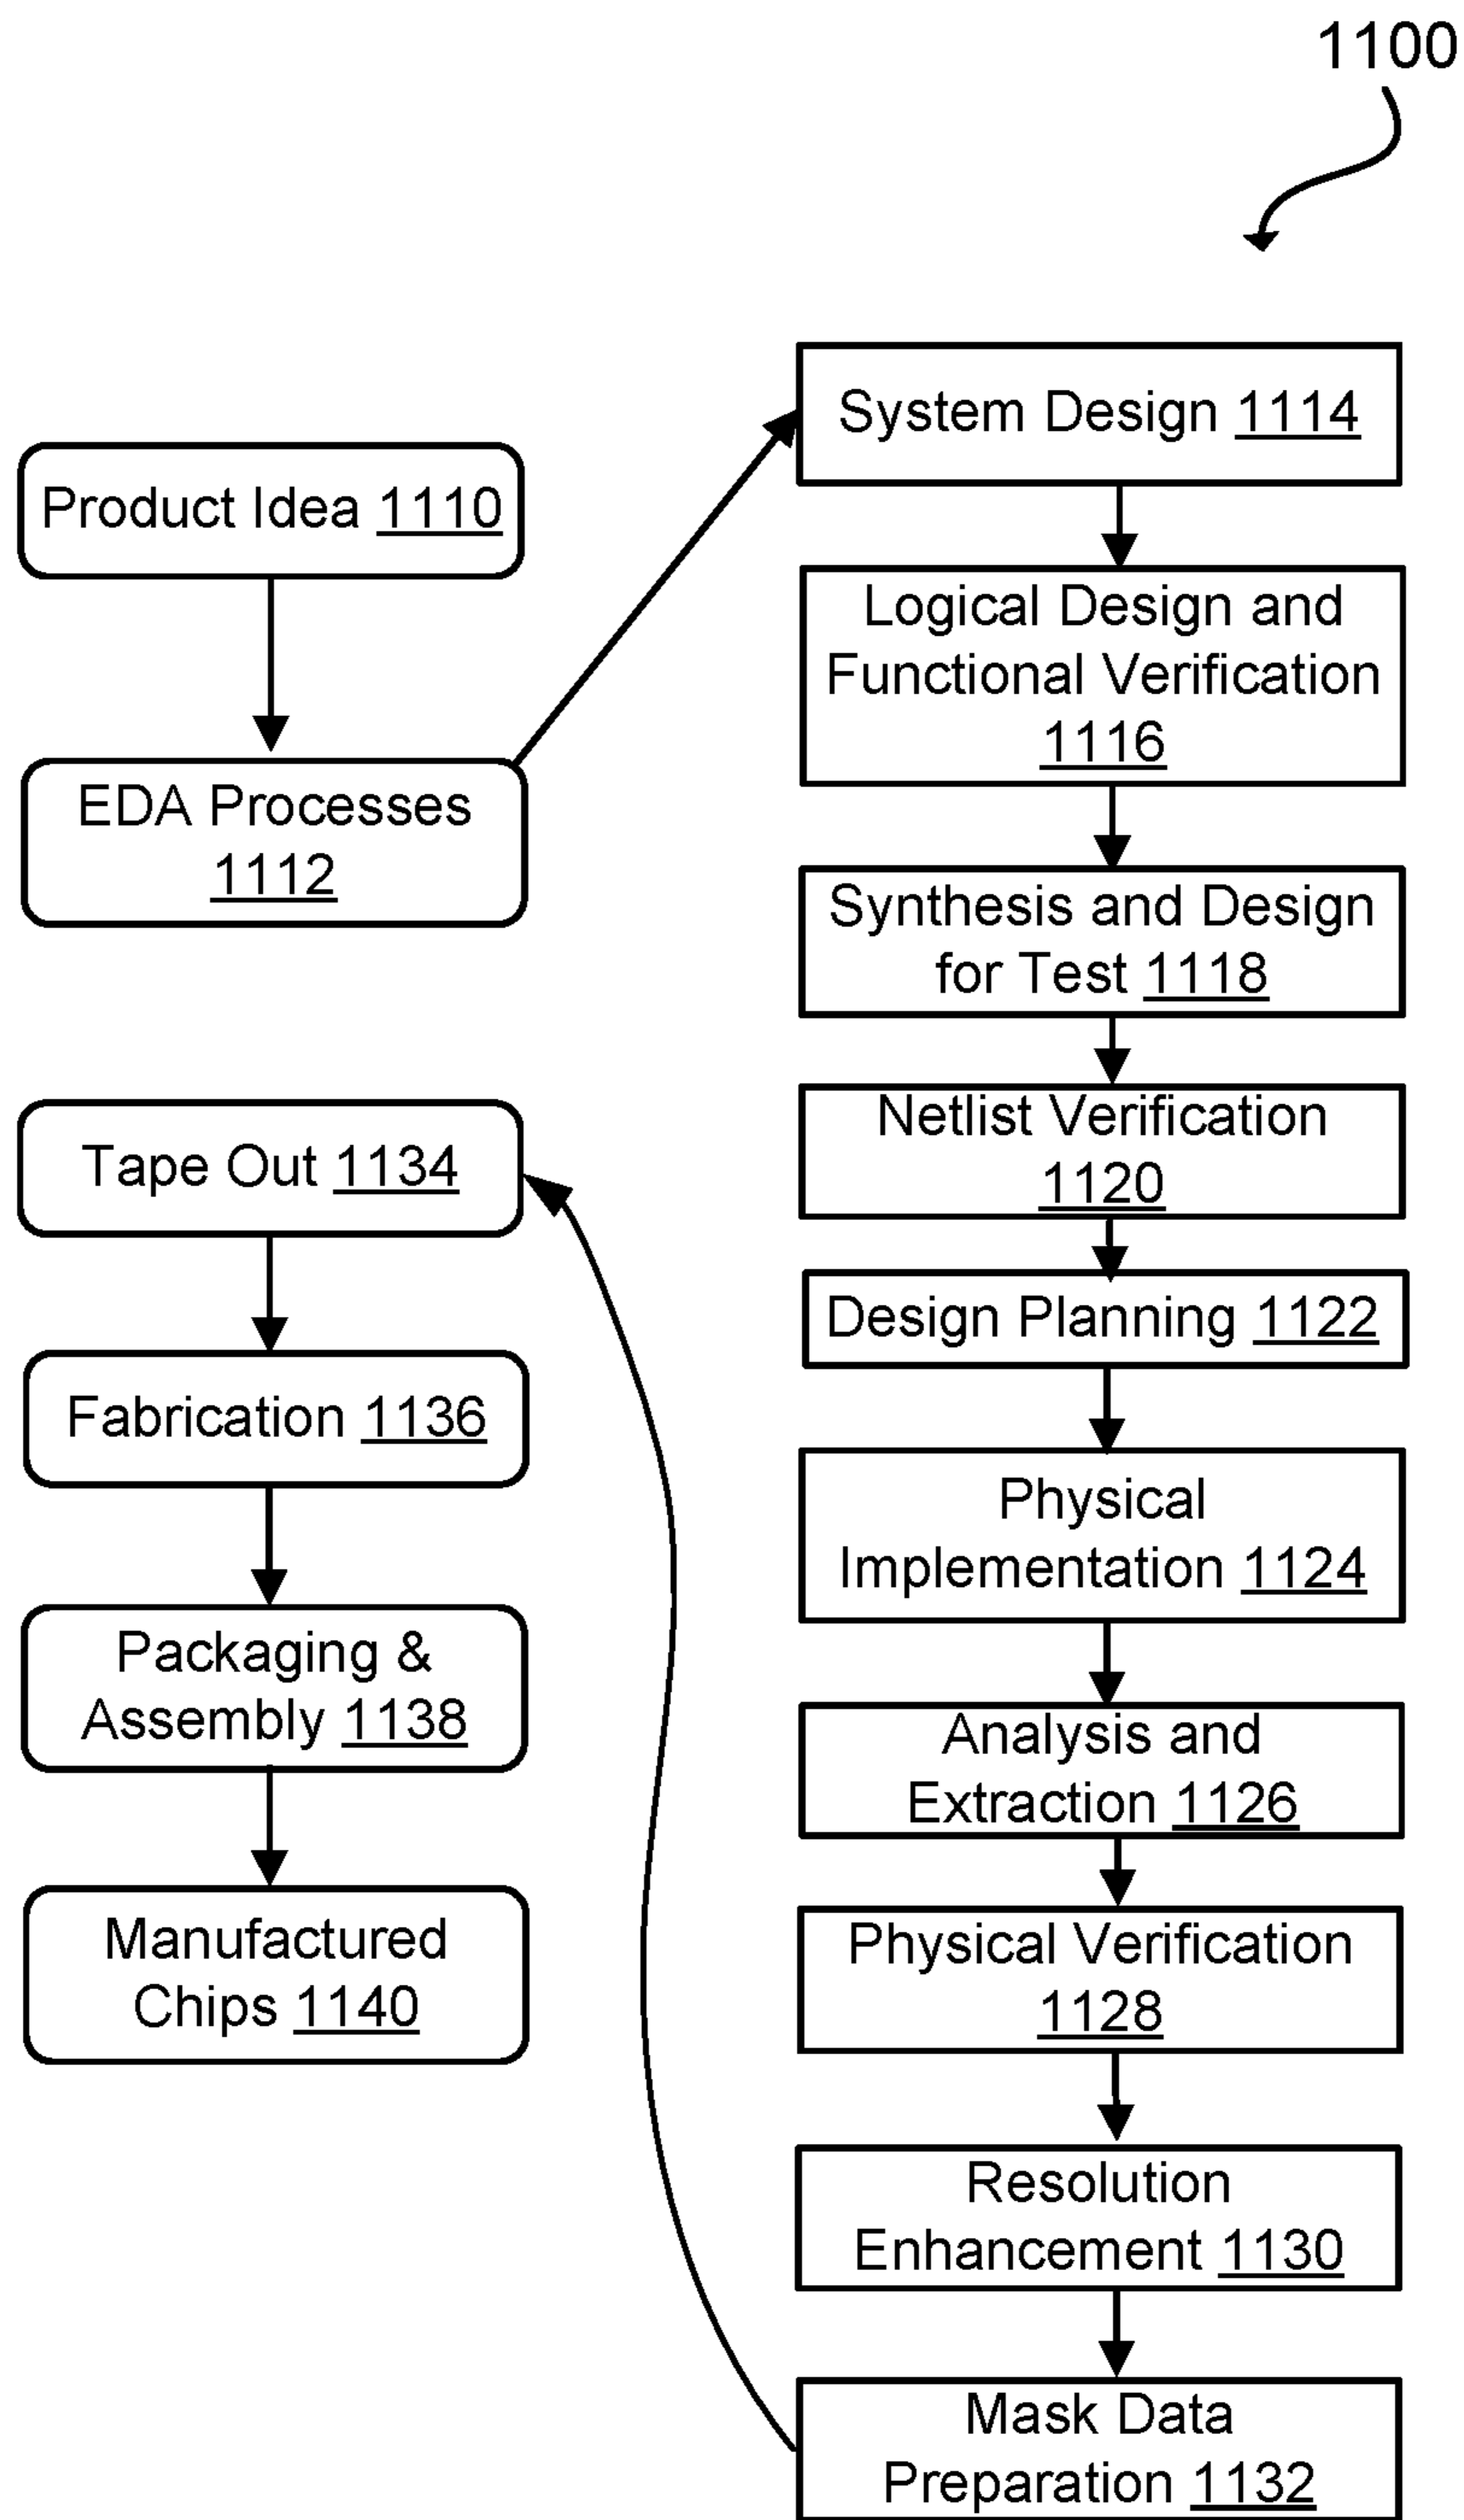 1100
Product Idea 1110
EDA Processes
1112
System Design 1114
Logical Design and
Functional Verification
1116
Synthesis and Design
for Test 1118
Netlist Verification
1120
Design Planning 1122
Physical
Implementation 1124
Analysis and
Extraction 1126
Physical Verification
1128
Resolution
Enhancement 1130
Mask Data
Preparation 1132
Tape Out 1134
Fabrication 1136
Packaging &
Assembly 1138
Manufactured
Chips 1140